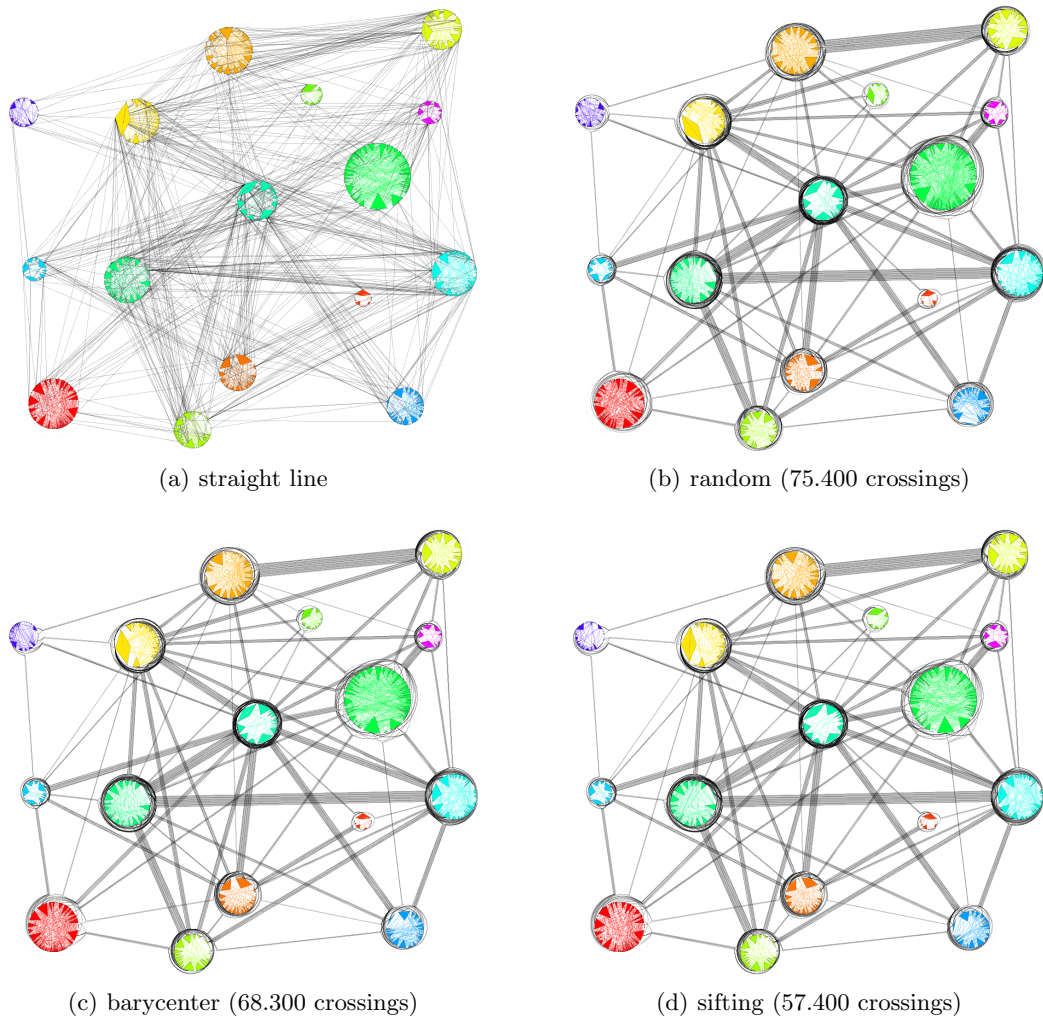 (a) straight line
(b) random (75.400 crossings)
(c) barycenter (68.300 crossings)
(d) sifting (57.400 crossings)